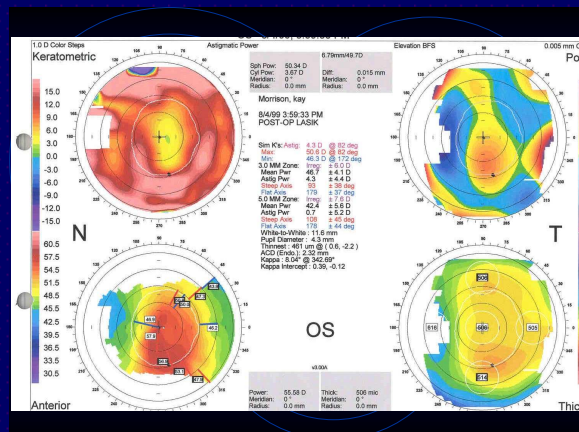 1.0 D Color Steps
Astigmatic Power
Elevation BFS
0.005 mm C
Keratometric
Po
6.79mm/49.7D
Sph Pow: 50.34 D
Cyl Pow: 3.67 D
Diff: 0.015 mm
Meridian: 0 °
Meridian: 0 °
Radius: 0.0 mm
Radius: 0.0 mm
Morrison, kay
8/4/99 3:59:33 PM
POST-OP LASIK
Sim K's: Astig: 4.3 D @ 82 deg
Max: 50.6 D @ 82 deg
Min: 46.3 D @ 172 deg
3.0 MM Zone: Irreg: ± 6.0 D
Mean Pwr 46.7 ± 4.1 D
Astig Pwr 4.3 ± 4.4 D
Steep Axis 93 ± 38 deg
Flat Axis 179 ± 37 deg
5.0 MM Zone: Irreg: ± 7.6 D
Mean Pwr 42.4 ± 5.6 D
Astig Pwr 0.7 ± 5.2 D
Steep Axis 108 ± 45 deg
Flat Axis 178 ± 44 deg
White-to-White : 11.6 mm
Pupil Diameter : 4.3 mm
Thinnest : 461 um @ ( 0.6, -2.2 )
ACD (Endo.): 2.32 mm
Kappa : 8.04° @ 342.69°
Kappa Intercept : 0.39, -0.12
15.0
12.0
9.0
6.0
3.0
0.0
-3.0
-6.0
-9.0
-12.0
-15.0
N
T
60.5
57.5
54.5
51.5
48.5
45.5
42.5
39.5
36.5
33.5
30.5
OS
v3.00A
Power: 55.58 D
Thick: 506 mic
Meridian: 0 °
Meridian: 0 °
Radius: 0.0 mm
Radius: 0.0 mm
Anterior
Thick